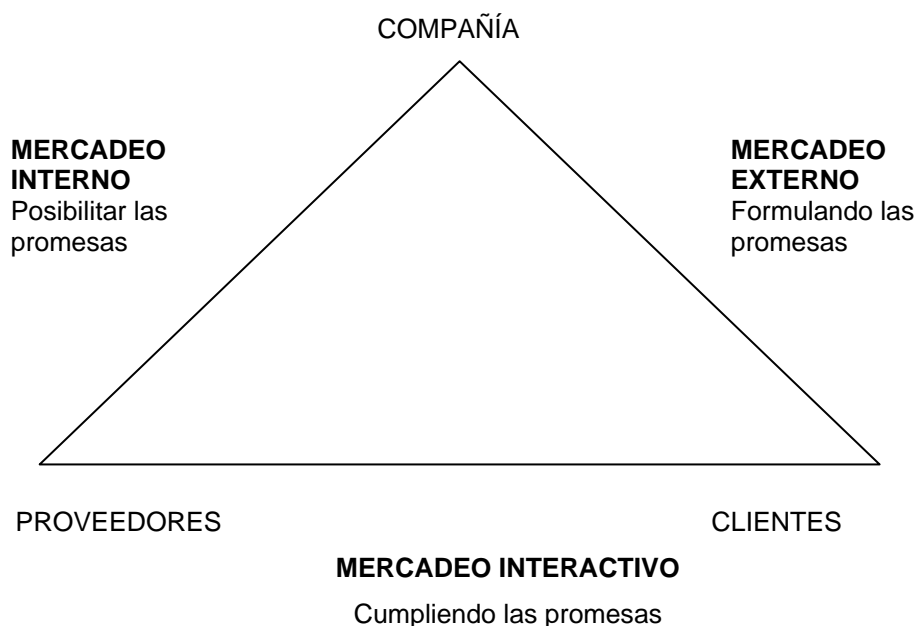 COMPAÑÍA
MERCADEO
INTERNO
Posibilitar las
promesas
MERCADEO
EXTERNO
Formulando las
promesas
PROVEEDORES
CLIENTES
MERCADEO INTERACTIVO
Cumpliendo las promesas